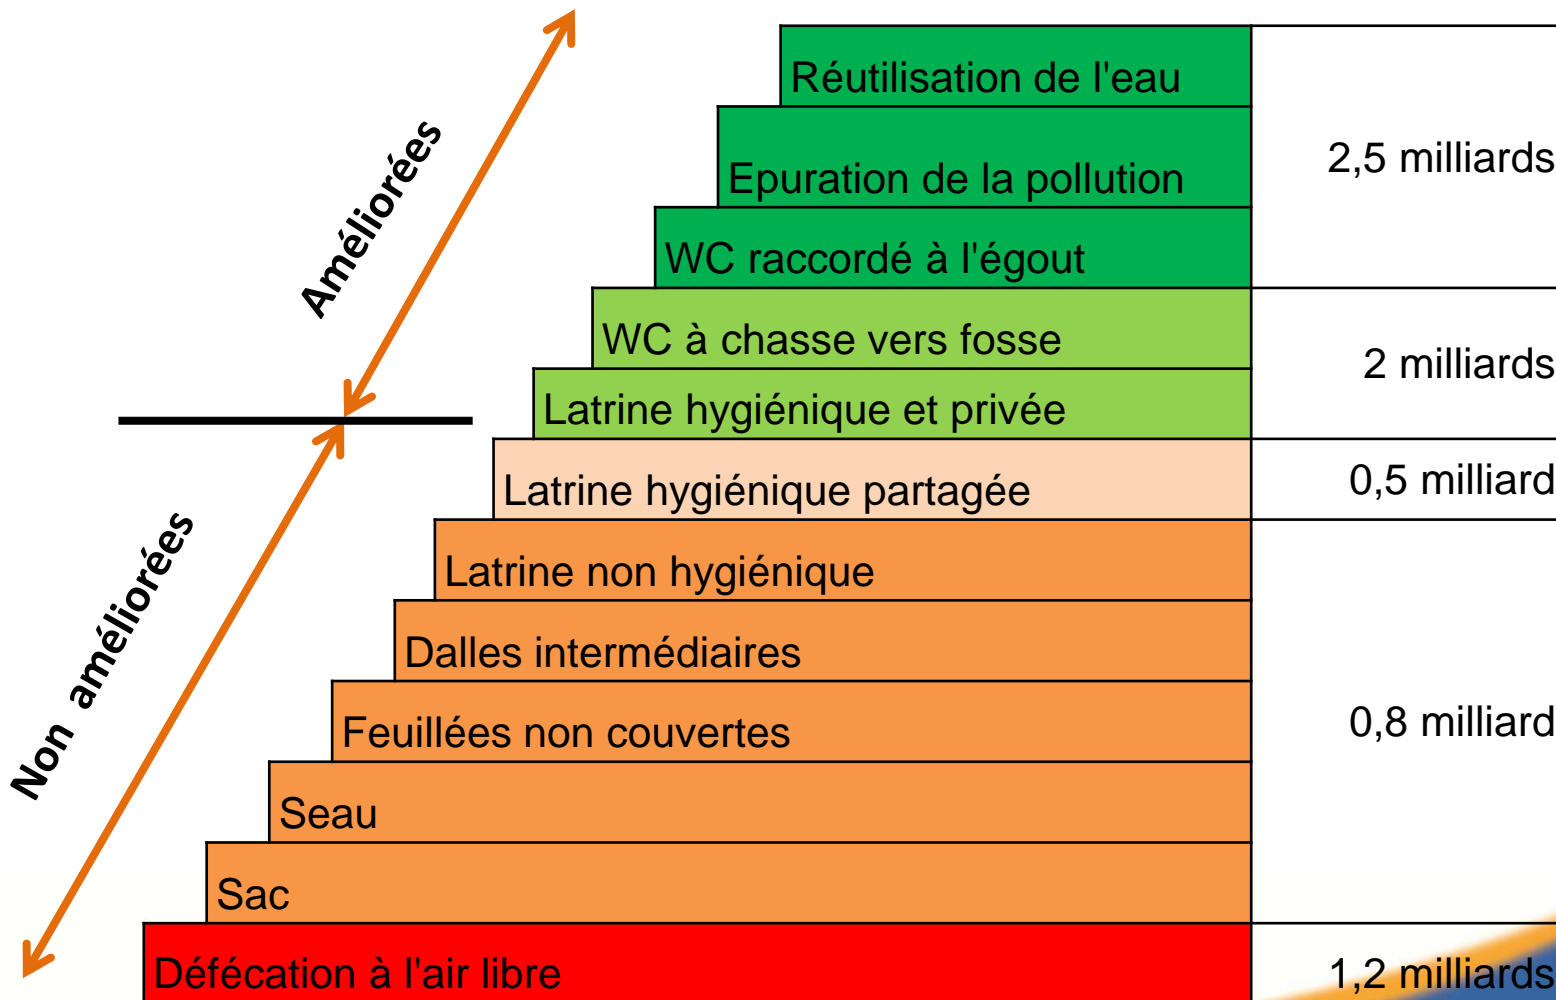 Améliorées
Non améliorées
Réutilisation de l'eau
Epuration de la pollution
WC raccordé à l'égout
2,5 milliards
WC à chasse vers fosse
Latrine hygiénique et privée
2 milliards
Latrine hygiénique partagée
0,5 milliard
Latrine non hygiénique
Dalles intermédiaires
Feuillées non couvertes
Seau
Sac
0,8 milliard
Défécation à l'air libre
1,2 milliards